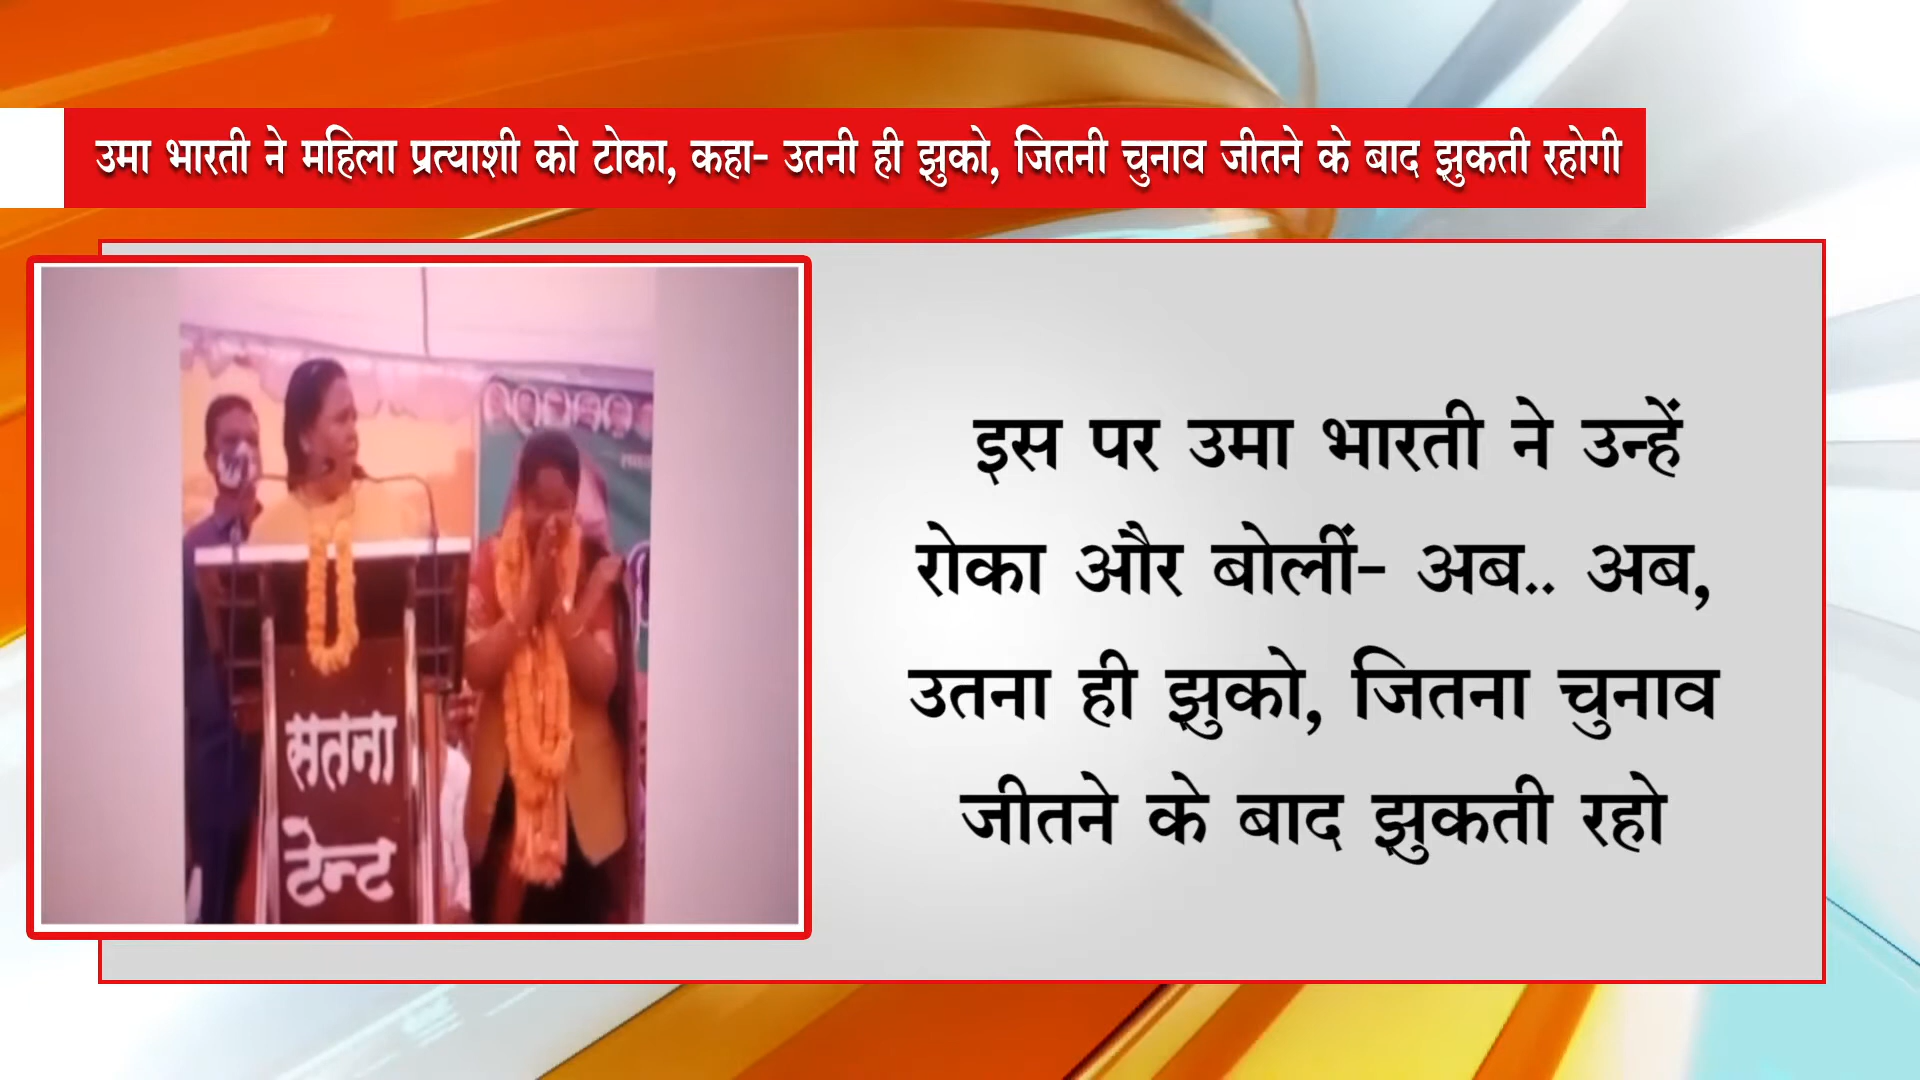 उमा भारती ने महिला प्रत्याशी को टोका, कहा- उतनी ही झुको, जितनी चुनाव जीतने के बाद झुकती रहोगी
इस पर उमा भारती ने उन्हें
रोका और बोलीं- अब.. अब,
उतना ही झुको, जितना चुनाव
जीतने के बाद झुकती रहो
सतना
टेन्ट